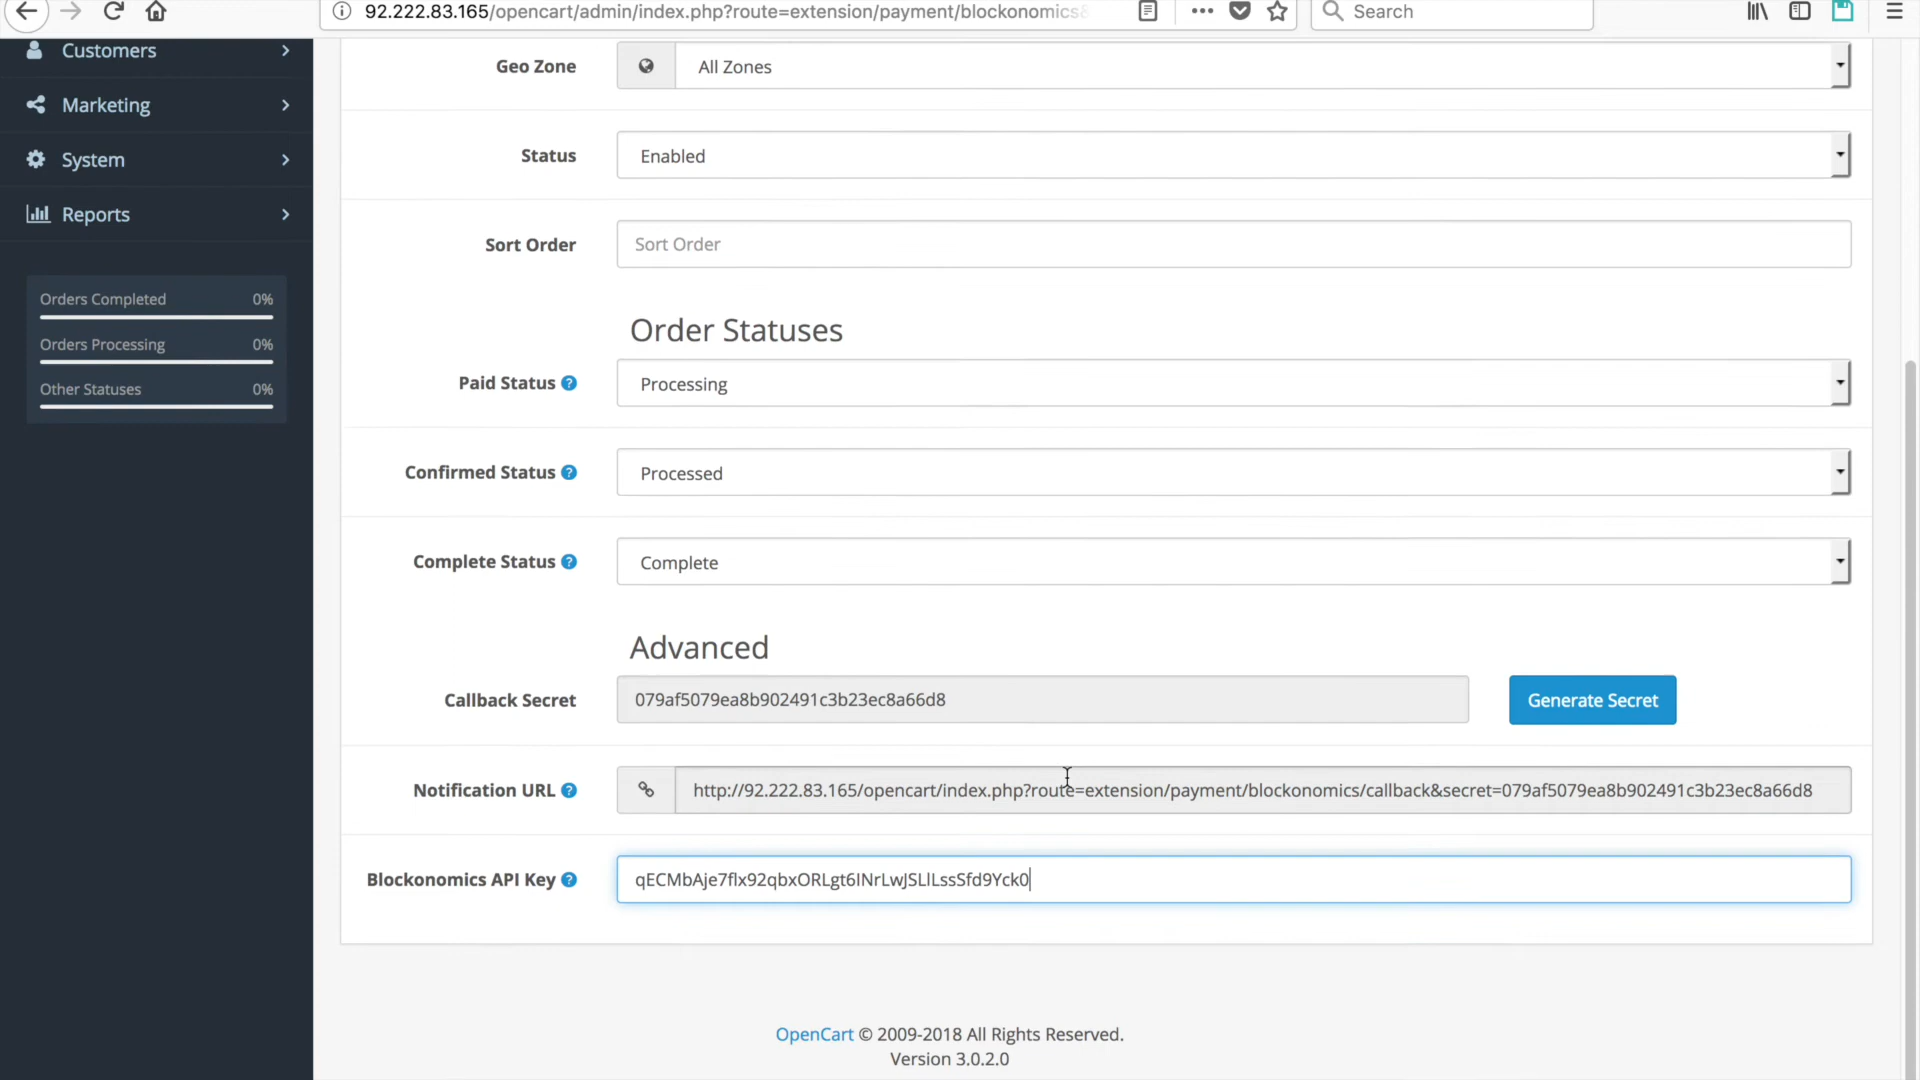 92.222.83.165/opencart/admin/index.php?route=extension/payment/blockonomics&
Search
Customers
Marketing
System
Reports
Orders Completed 0%
Orders Processing 0%
Other Statuses 0%
Geo Zone All Zones
Status Enabled
Sort Order Sort Order
Order Statuses
Paid Status ? Processing
Confirmed Status ? Processed
Complete Status ? Complete
Advanced
Callback Secret 079af5079ea8b902491c3b23ec8a66d8 Generate Secret
Notification URL ? http://92.222.83.165/opencart/index.php?route=extension/payment/blockonomics/callback&secret=079af5079ea8b902491c3b23ec8a66d8
Blockonomics API Key ? qECMbAje7flx92qbxORLgt6INrLwJSLlLssSfd9Yck0
OpenCart © 2009-2018 All Rights Reserved.
Version 3.0.2.0